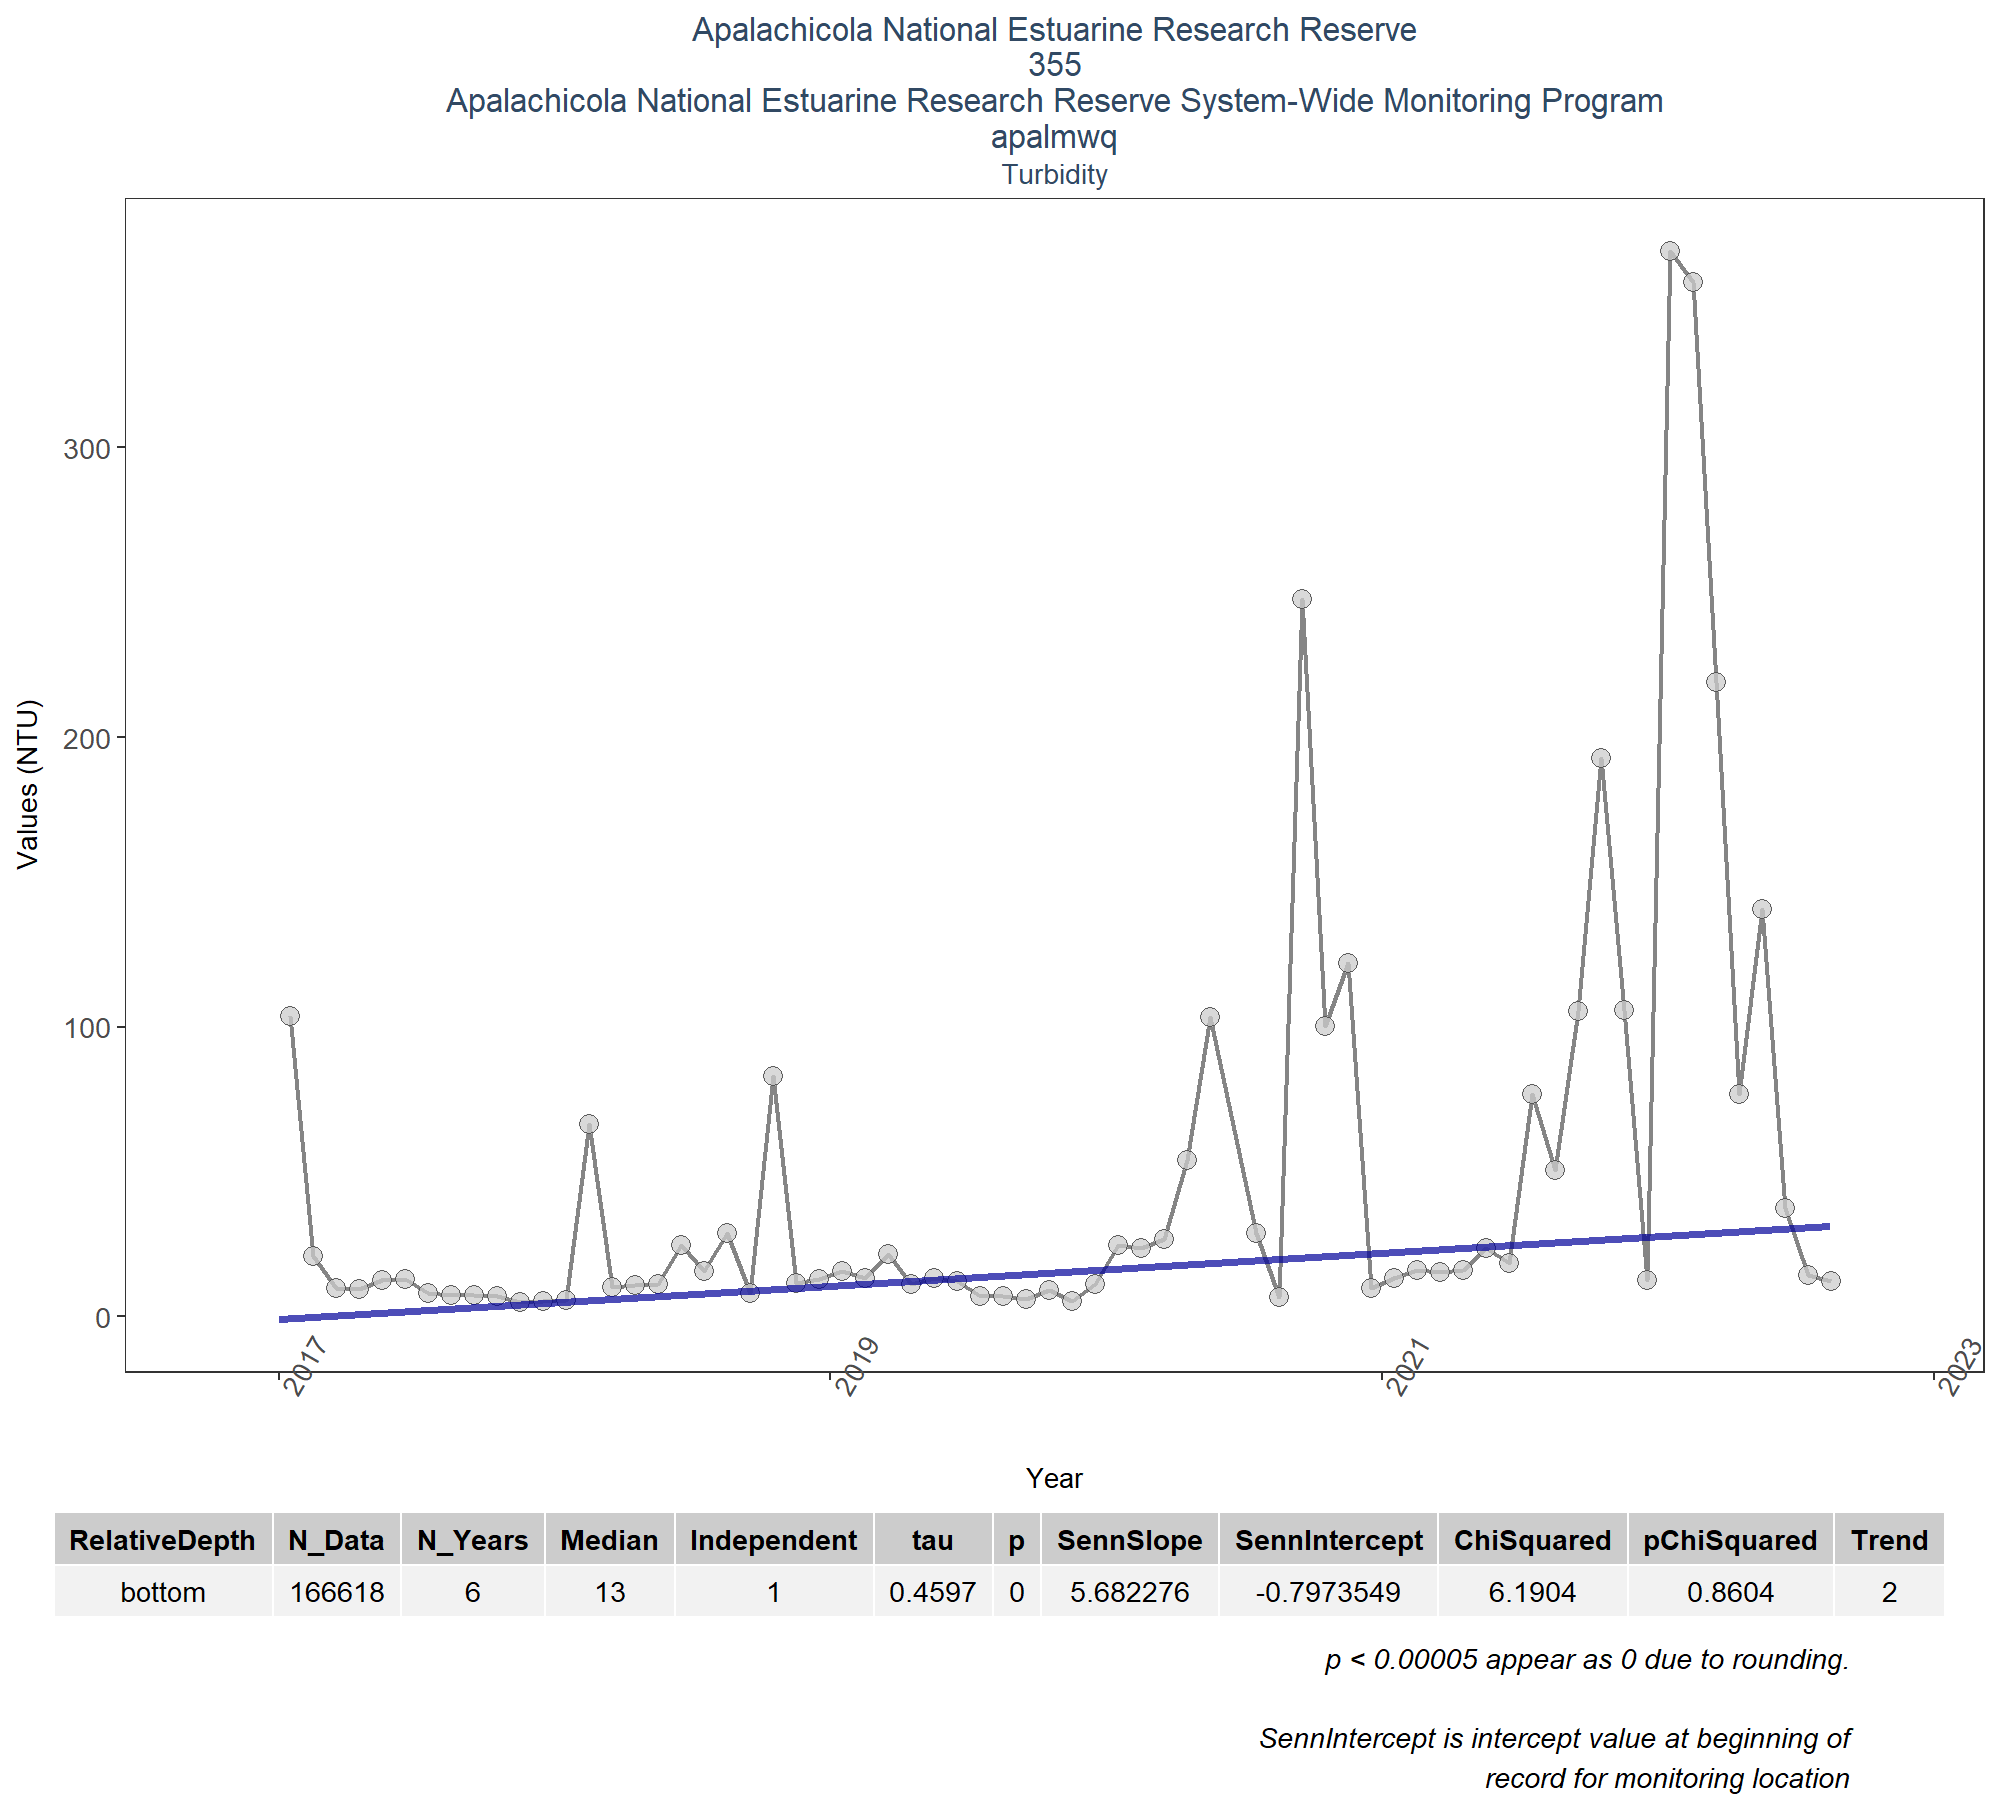 Apalachicola National Estuarine Research Reserve
355
Apalachicola National Estuarine Research Reserve System-Wide Monitoring Program
apalmwq
Turbidity
300
200
100
0
Values (NTU)
2017
2019
2021
2023
Year
RelativeDepth N_Data N_Years Median Independent tau p SennSlope SennIntercept ChiSquared pChiSquared Trend
bottom 166618 6 13 1 0.4597 0 5.682276 -0.7973549 6.1904 0.8604 2
p < 0.00005 appear as 0 due to rounding.
SennIntercept is intercept value at beginning of
record for monitoring location